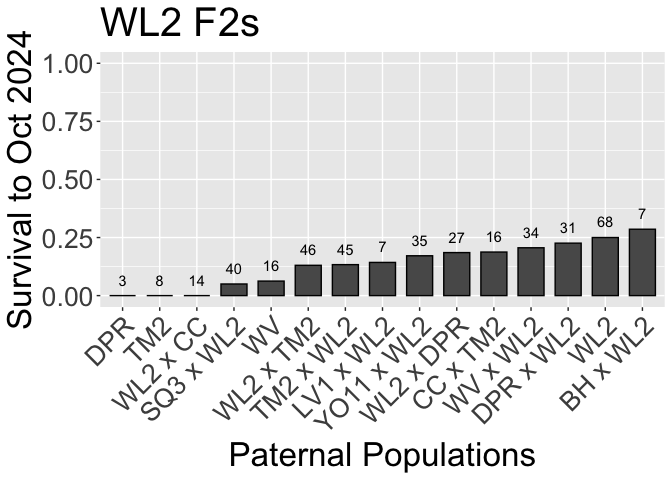 WL2 F2s
Survival to Oct 2024
1.00
0.75
0.50
0.25
0.00
3 8 14 40 16 46 45 7 35 27 16 34 31 68 7
DPR
TM2
WL2 x CC
SQ3 x WL2
WV
WL2 x TM2
TM2 x WL2
LV1 x WL2
YO11 x WL2
WL2 x DPR
CC x TM2
WV x WL2
DPR x WL2
WL2
BH x WL2
Paternal Populations